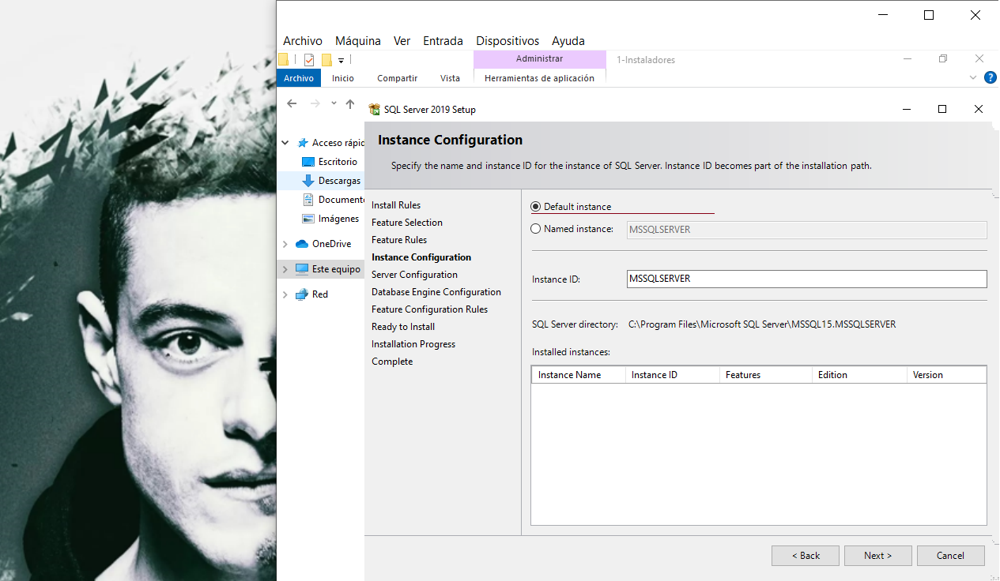 Archivo Máquina Ver Entrada Dispositivos Ayuda
Administrar 1-Instaladores
Archivo Inicio Compartir Vista Herramientas de aplicación
SQL Server 2019 Setup
Acceso rápid
Escritorio
Descargas
Documento
Imágenes
OneDrive
Este equipo
Red
Instance Configuration
Specify the name and instance ID for the instance of SQL Server. Instance ID becomes part of the installation path.
Install Rules
Feature Selection
Feature Rules
Instance Configuration
Server Configuration
Database Engine Configuration
Feature Configuration Rules
Ready to Install
Installation Progress
Complete
Default instance
Named instance: MSSQLSERVER
Instance ID: MSSQLSERVER
SQL Server directory: C:\Program Files\Microsoft SQL Server\MSSQL15.MSSQLSERVER
Installed instances:
Instance Name Instance ID Features Edition Version
< Back Next > Cancel